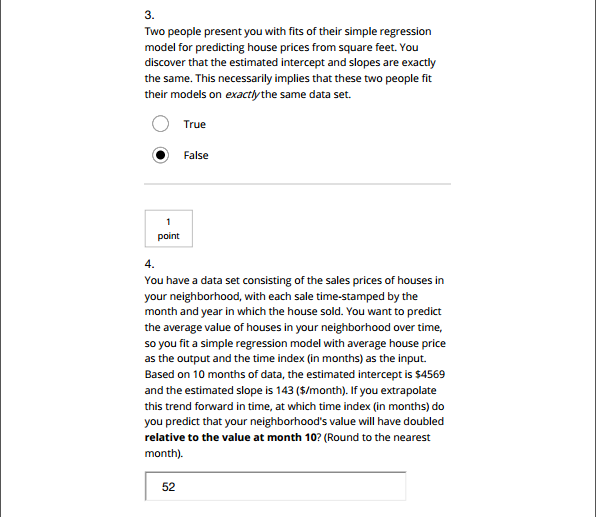 3.
Two people present you with fits of their simple regression
model for predicting house prices from square feet. You
discover that the estimated intercept and slopes are exactly
the same. This necessarily implies that these two people fit
their models on exactly the same data set.
True
False
1
point
4.
You have a data set consisting of the sales prices of houses in
your neighborhood, with each sale time-stamped by the
month and year in which the house sold. You want to predict
the average value of houses in your neighborhood over time,
so you fit a simple regression model with average house price
as the output and the time index (in months) as the input.
Based on 10 months of data, the estimated intercept is $4569
and the estimated slope is 143 ($/month). If you extrapolate
this trend forward in time, at which time index (in months) do
you predict that your neighborhood's value will have doubled
relative to the value at month 10? (Round to the nearest
month).
52